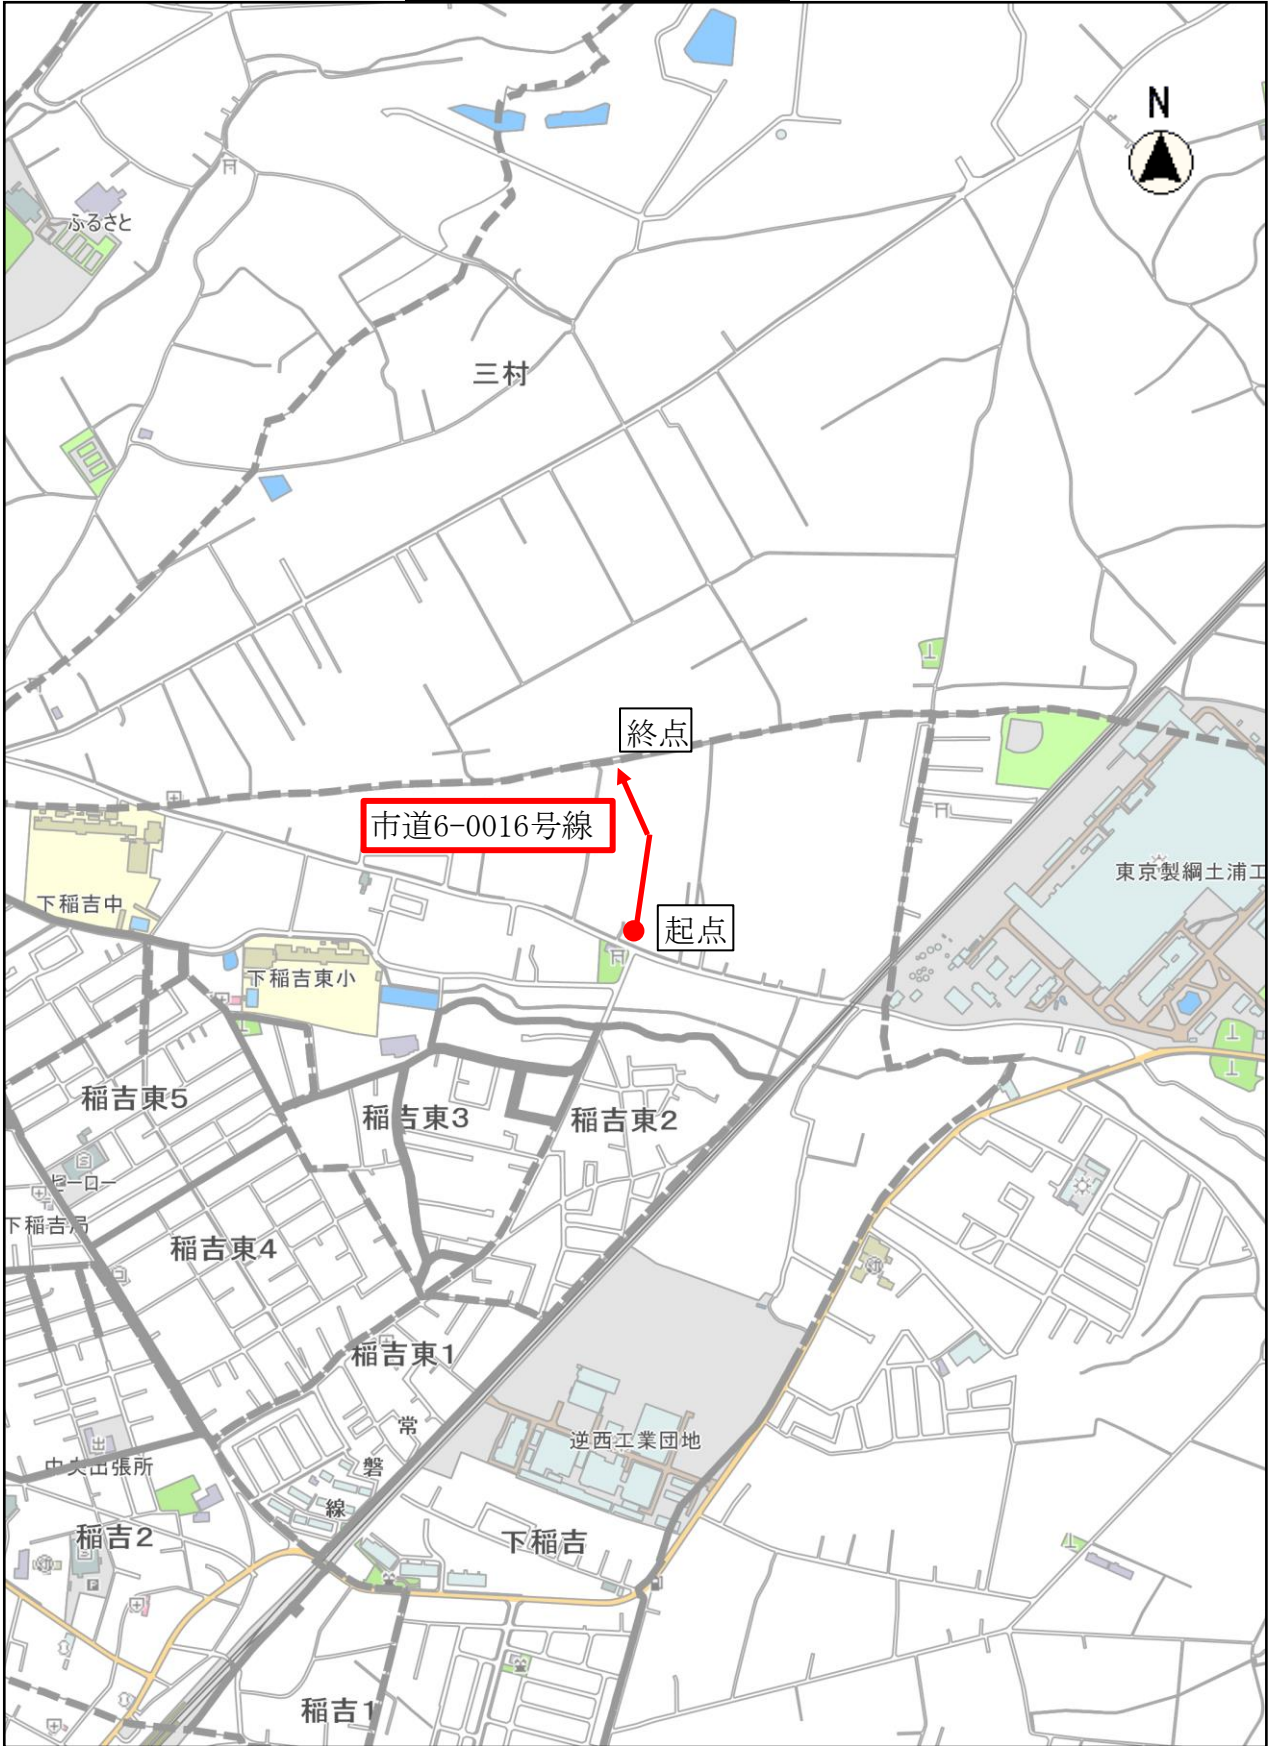 N
ふるさと
三村
終点
市道6-0016号線
東京製綱土浦工
下稲吉中
起点
下稲吉東小
稲吉東5
稲吉東3
稲吉東2
ヒーロー
下稲吉局
稲吉東4
稲吉東1
常
磐
線
逆西工業団地
出
中央出張所
稲吉2
下稲吉
P
稲吉1